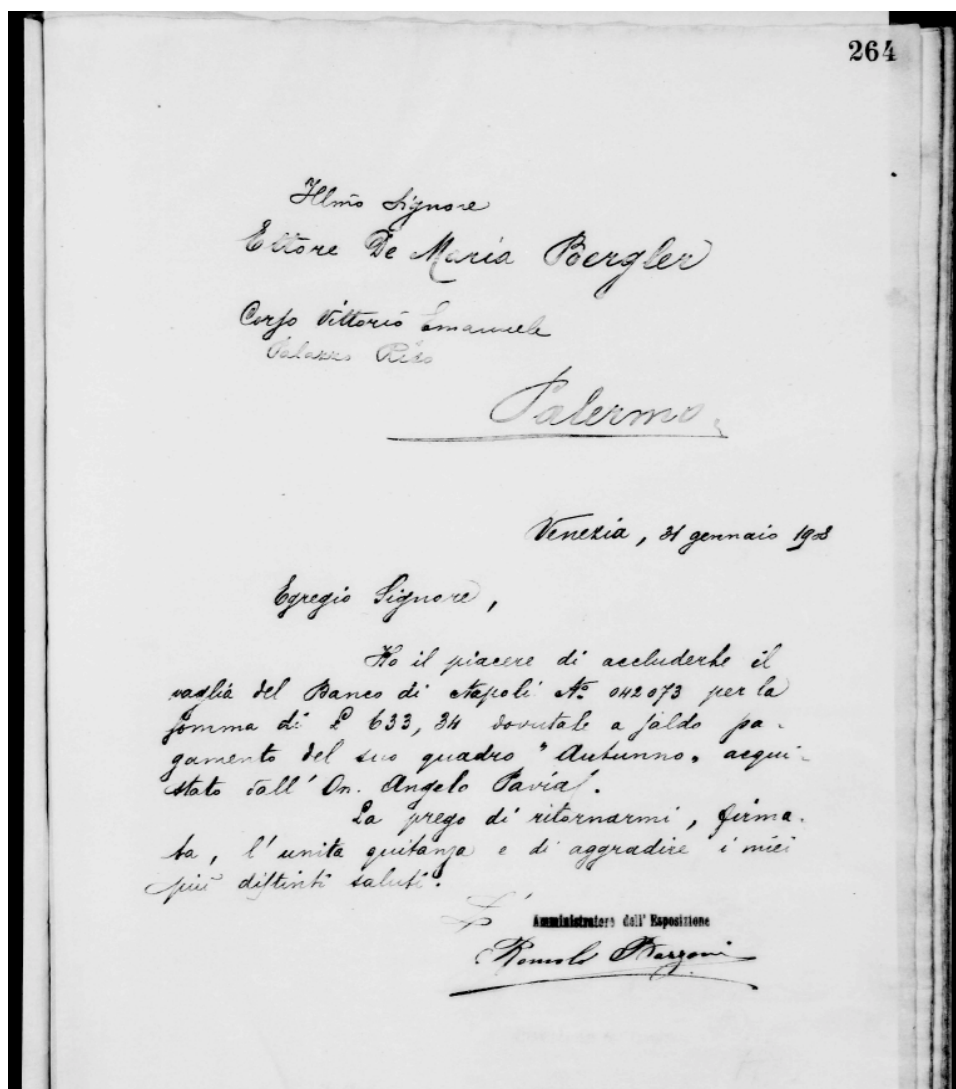 264
Illmo Signore
Ettore De Maria Bergler
Corso Vittorio Emanuele
Palazzo Riso
Palermo.
Venezia, 31 gennaio 1908
Egregio Signore,
Ho il piacere di accluderLe il
vaglia del Banco di Napoli No 042073 per la
somma di £ 633,34 dovutale a saldo pa-
gamento del suo quadro "Autunno" acqui-
stato dall'On. Angelo Pavia.
La prego di ritornarmi, firma-
ta, l'unita quitanza e di aggradire i miei
più distinti saluti.
L'Amministratore dell'Esposizione
Romolo Bazzoni